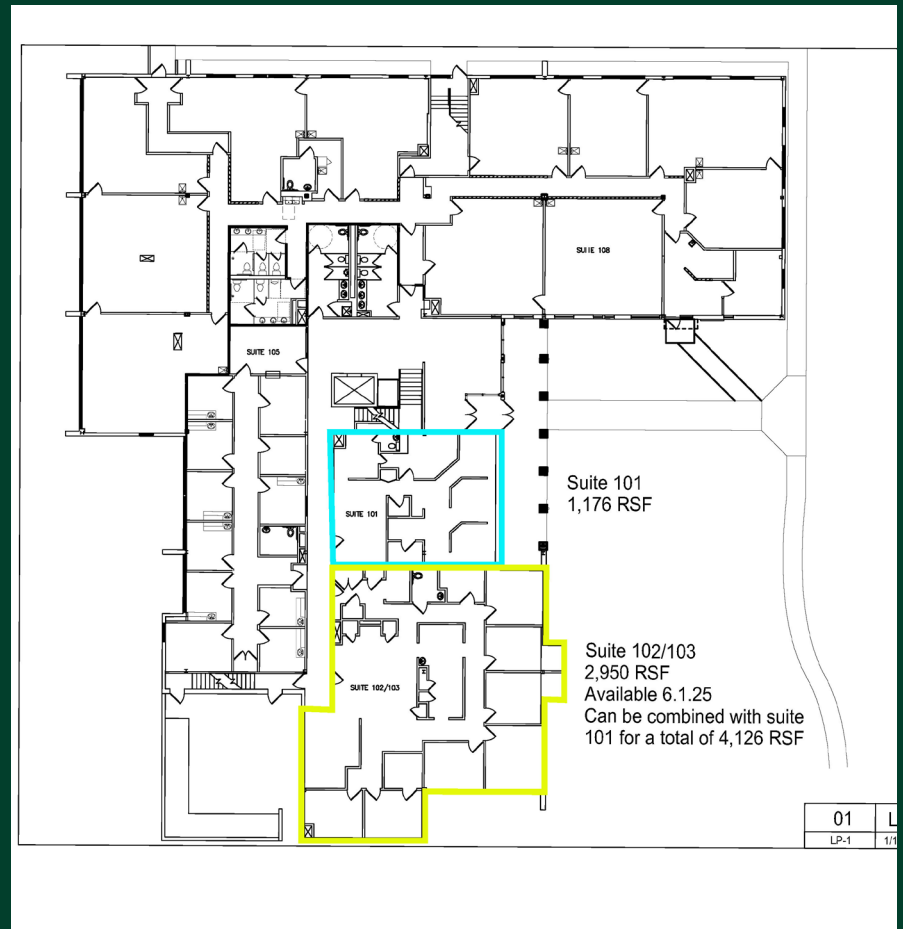 SUITE 108
SUITE 105
Suite 101
1,176 RSF
SUITE 101
Suite 102/103
2,950 RSF
Available 6.1.25
Can be combined with suite
101 for a total of 4,126 RSF
SUITE 102/103
01
L
LP-1
1/1